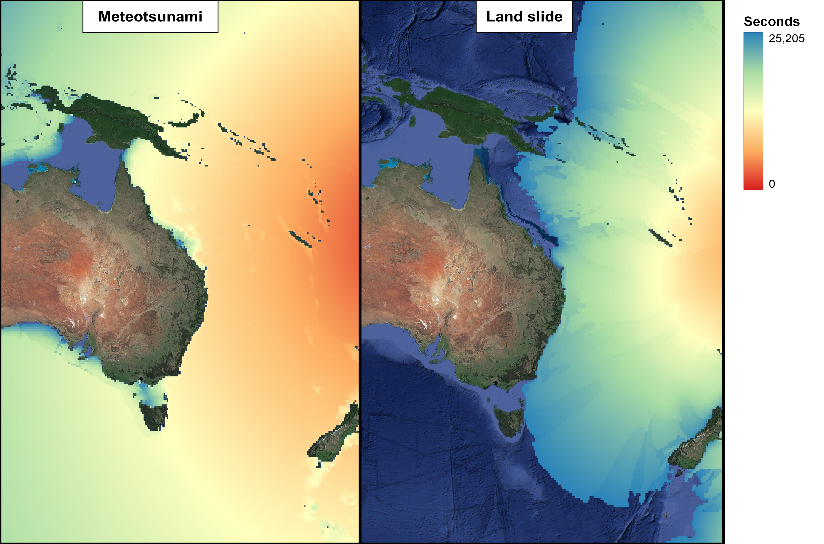 Meteotsunami
Land slide
Seconds
25,205
0